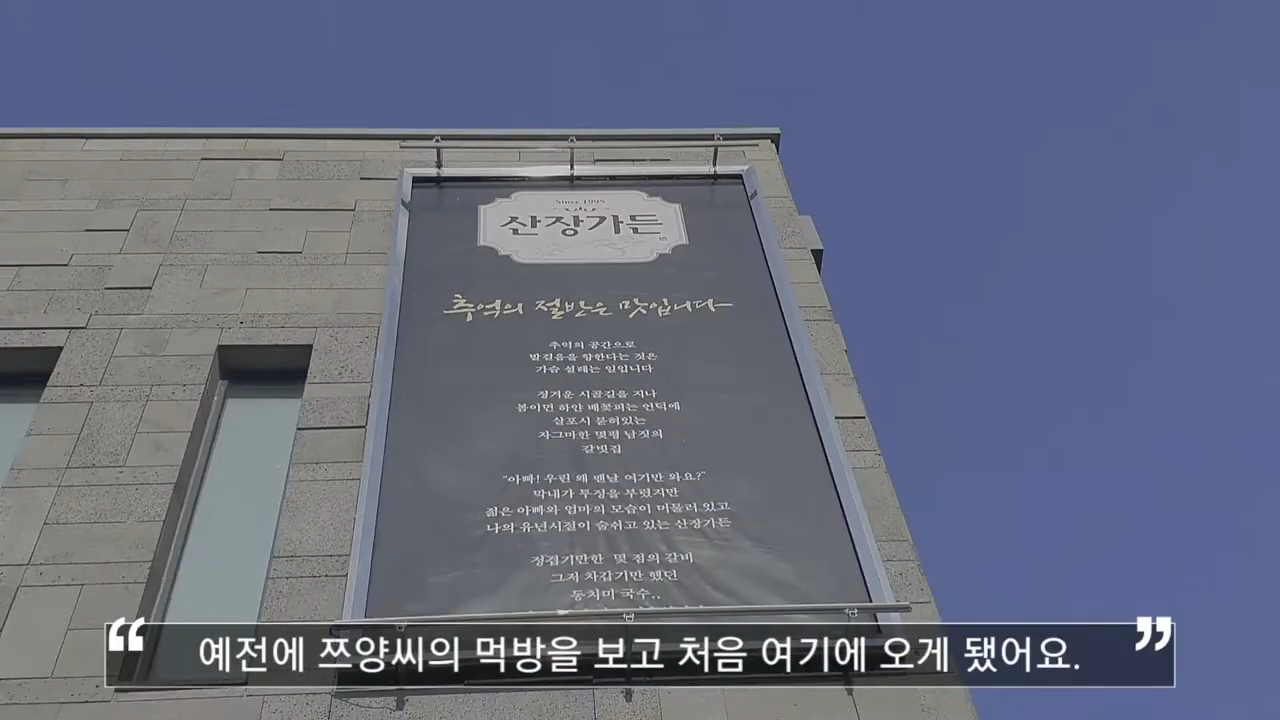 Since 1995
산장가든
추억의 절반은 맛입니다
추억의 공간으로
발걸음을 향한다는 것은
가슴 설레는 일입니다
정겨운 시골길을 지나
봄이면 하얀 배꽃피는 언덕에
살포시 묻혀있는
자그마한 몇평 남짓의
갈빗집
"아빠! 우린 왜 맨날 여기만 와요?"
막내가 투정을 부렸지만
젊은 아빠와 엄마의 모습이 머물러 있고
나의 유년시절이 숨쉬고 있는 산장가든
정겹기만한 몇 점의 갈비
그저 차갑기만 했던
동치미 국수..
“예전에 쯔양씨의 먹방을 보고 처음 여기에 오게 됐어요.”